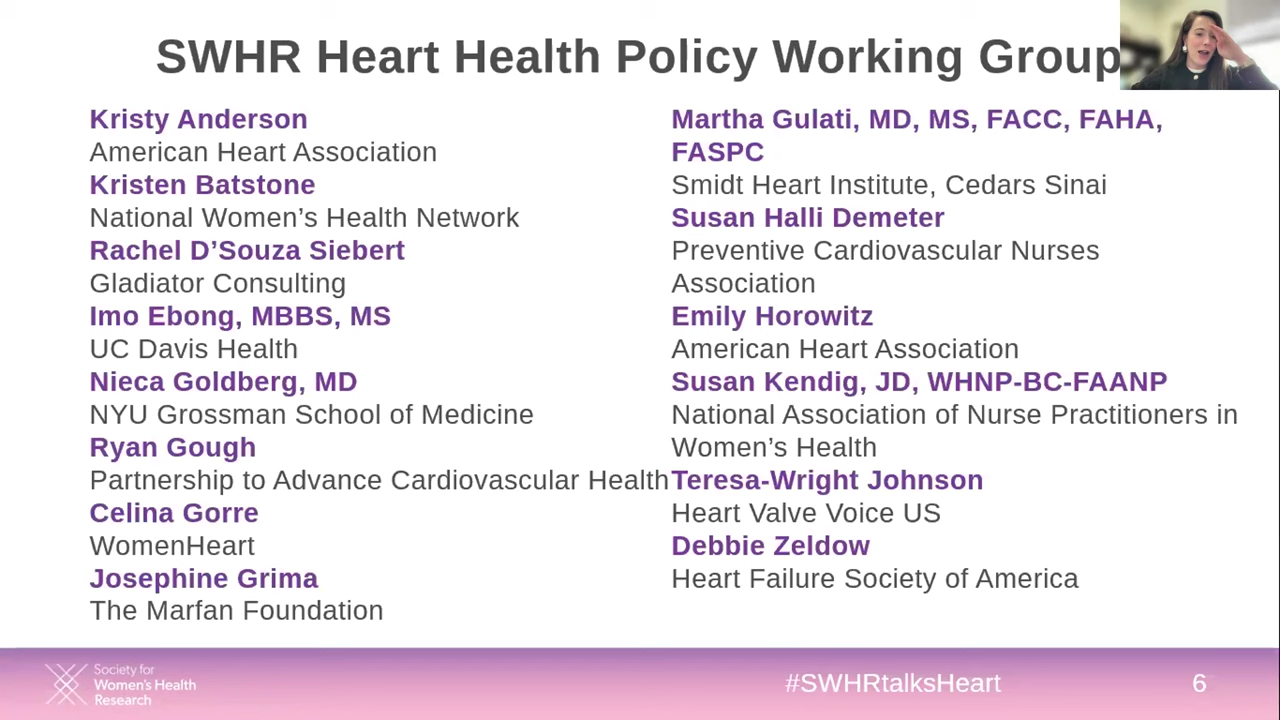 SWHR Heart Health Policy Working Group
Kristy Anderson
American Heart Association
Kristen Batstone
National Women’s Health Network
Rachel D’Souza Siebert
Gladiator Consulting
Imo Ebong, MBBS, MS
UC Davis Health
Nieca Goldberg, MD
NYU Grossman School of Medicine
Ryan Gough
Partnership to Advance Cardiovascular Health
Celina Gorre
WomenHeart
Josephine Grima
The Marfan Foundation
Martha Gulati, MD, MS, FACC, FAHA,
FASPC
Smidt Heart Institute, Cedars Sinai
Susan Halli Demeter
Preventive Cardiovascular Nurses
Association
Emily Horowitz
American Heart Association
Susan Kendig, JD, WHNP-BC-FAANP
National Association of Nurse Practitioners in
Women’s Health
Teresa-Wright Johnson
Heart Valve Voice US
Debbie Zeldow
Heart Failure Society of America
Society for
Women’s Health
Research
#SWHRtalksHeart
6